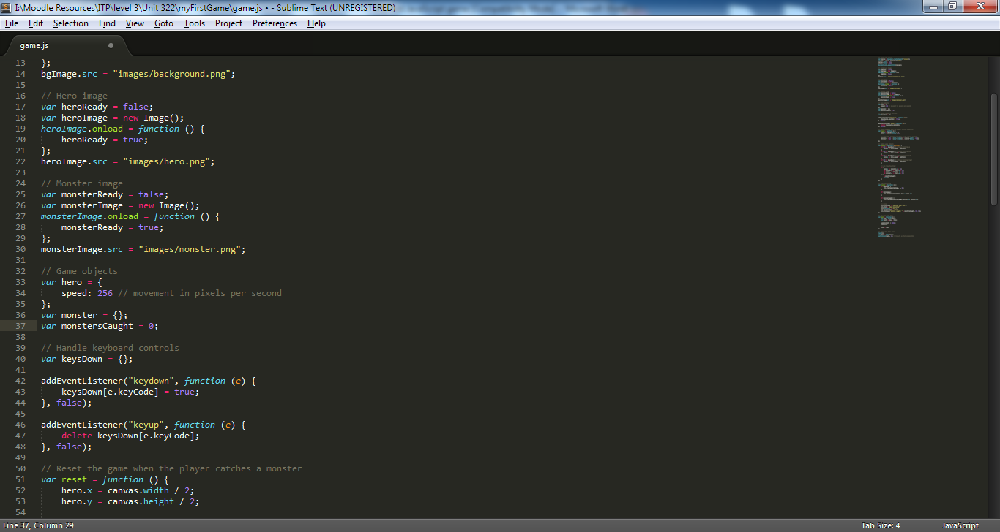 I:\Moodle Resources\ITP\level 3\Unit 322\myFirstGame\game.js • - Sublime Text (UNREGISTERED)
File Edit Selection Find View Goto Tools Project Preferences Help
game.js
13 };
14 bgImage.src = "images/background.png";
15
16 // Hero image
17 var heroReady = false;
18 var heroImage = new Image();
19 heroImage.onload = function () {
20     heroReady = true;
21 };
22 heroImage.src = "images/hero.png";
23
24 // Monster image
25 var monsterReady = false;
26 var monsterImage = new Image();
27 monsterImage.onload = function () {
28     monsterReady = true;
29 };
30 monsterImage.src = "images/monster.png";
31
32 // Game objects
33 var hero = {
34     speed: 256 // movement in pixels per second
35 };
36 var monster = {};
37 var monstersCaught = 0;
38
39 // Handle keyboard controls
40 var keysDown = {};
41
42 addEventListener("keydown", function (e) {
43     keysDown[e.keyCode] = true;
44 }, false);
45
46 addEventListener("keyup", function (e) {
47     delete keysDown[e.keyCode];
48 }, false);
49
50 // Reset the game when the player catches a monster
51 var reset = function () {
52     hero.x = canvas.width / 2;
53     hero.y = canvas.height / 2;
54
Line 37, Column 29 Tab Size: 4 JavaScript